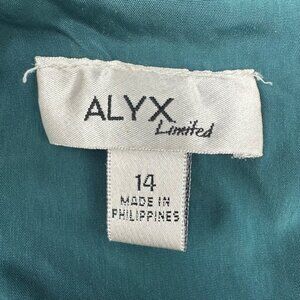 ALYX
Limited
14
MADE IN
PHILIPPINES